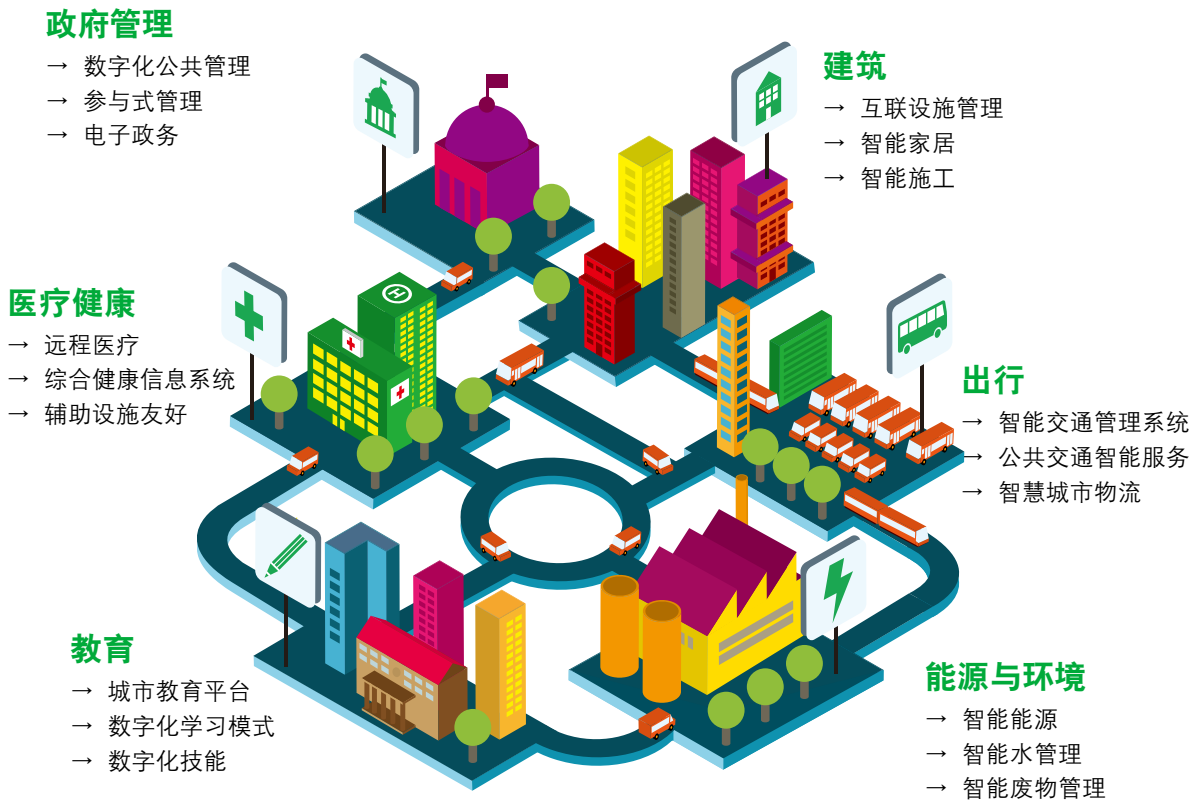 政府管理
→ 数字化公共管理
→ 参与式管理
→ 电子政务
建筑
→ 互联设施管理
→ 智能家居
→ 智能施工
医疗健康
→ 远程医疗
→ 综合健康信息系统
→ 辅助设施友好
H
出行
→ 智能交通管理系统
→ 公共交通智能服务
→ 智慧城市物流
教育
→ 城市教育平台
→ 数字化学习模式
→ 数字化技能
能源与环境
→ 智能能源
→ 智能水管理
→ 智能废物管理